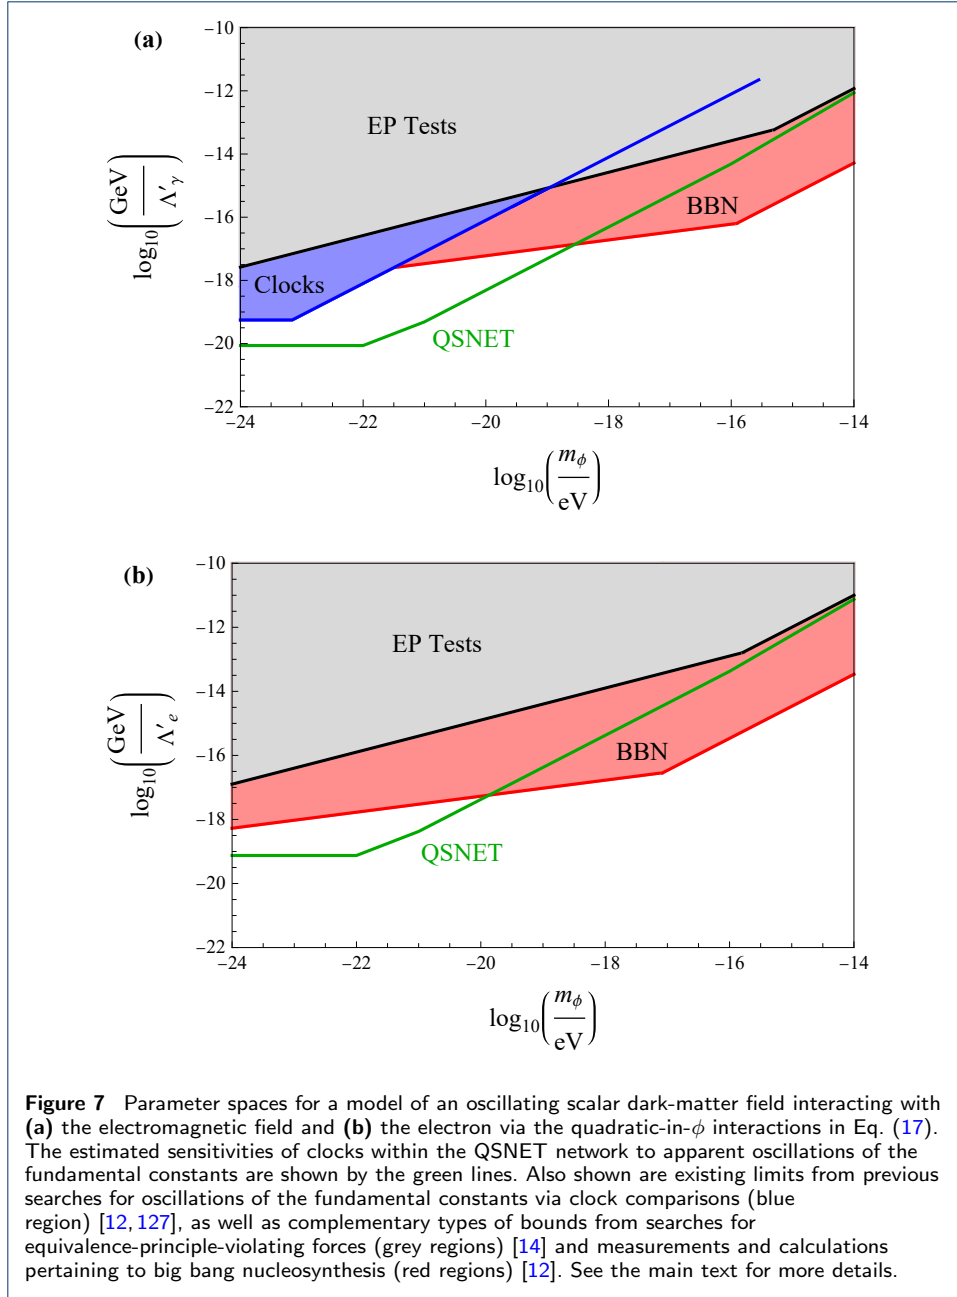 (a)
−10
−12
−14
−16
−18
−20
−22
log10(GeV/Λ′γ)
EP Tests
BBN
Clocks
QSNET
−24 −22 −20 −18 −16 −14
log10(mϕ/eV)
(b)
−10
−12
−14
−16
−18
−20
−22
log10(GeV/Λ′e)
EP Tests
BBN
QSNET
−24 −22 −20 −18 −16 −14
log10(mϕ/eV)
Figure 7 Parameter spaces for a model of an oscillating scalar dark-matter field interacting with
(a) the electromagnetic field and (b) the electron via the quadratic-in-ϕ interactions in Eq. (17).
The estimated sensitivities of clocks within the QSNET network to apparent oscillations of the
fundamental constants are shown by the green lines. Also shown are existing limits from previous
searches for oscillations of the fundamental constants via clock comparisons (blue
region) [12, 127], as well as complementary types of bounds from searches for
equivalence-principle-violating forces (grey regions) [14] and measurements and calculations
pertaining to big bang nucleosynthesis (red regions) [12]. See the main text for more details.